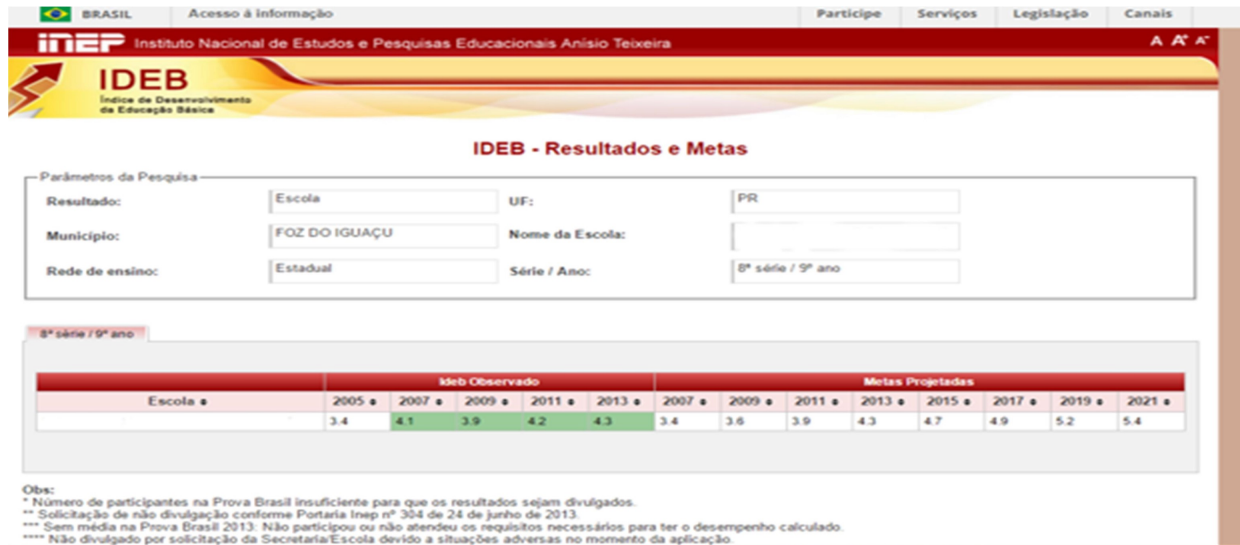 BRASIL Acesso à informação Participe Serviços Legislação Canais
inep Instituto Nacional de Estudos e Pesquisas Educacionais Anísio Teixeira A A+ A-
IDEB
Índice de Desenvolvimento
da Educação Básica
IDEB - Resultados e Metas
Parâmetros da Pesquisa
Resultado: Escola UF: PR
Município: FOZ DO IGUAÇU Nome da Escola:
Rede de ensino: Estadual Série / Ano: 8ª série / 9º ano
8ª série / 9º ano
Ideb Observado Metas Projetadas
Escola 2005 2007 2009 2011 2013 2007 2009 2011 2013 2015 2017 2019 2021
3.4 4.1 3.9 4.2 4.3 3.4 3.6 3.9 4.3 4.7 4.9 5.2 5.4
Obs:
* Número de participantes na Prova Brasil insuficiente para que os resultados sejam divulgados.
** Solicitação de não divulgação conforme Portaria Inep nº 304 de 24 de junho de 2013.
*** Sem média na Prova Brasil 2013: Não participou ou não atendeu os requisitos necessários para ter o desempenho calculado.
**** Não divulgado por solicitação da Secretaria/Escola devido a situações adversas no momento da aplicação.